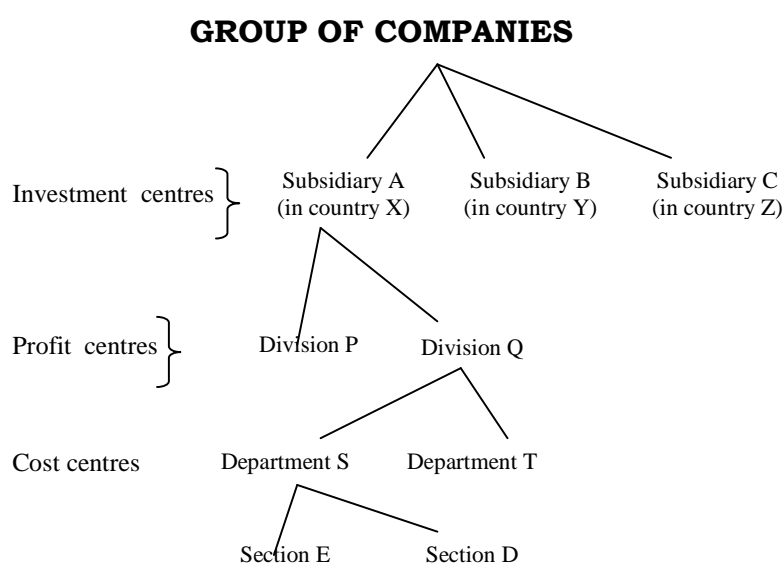 GROUP OF COMPANIES
Investment centres
Subsidiary A
(in country X)
Subsidiary B
(in country Y)
Subsidiary C
(in country Z)
Profit centres
Division P
Division Q
Cost centres
Department S
Department T
Section E
Section D